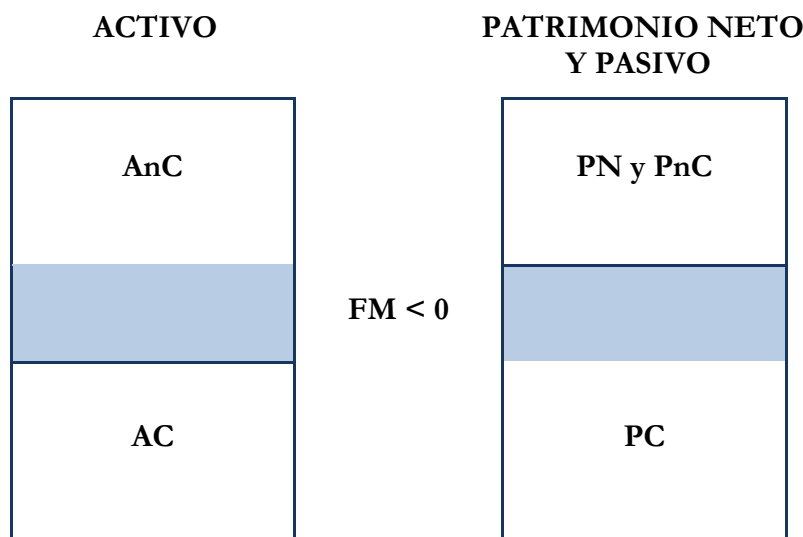 ACTIVO
PATRIMONIO NETO
Y PASIVO
AnC
PN y PnC
FM < 0
AC
PC